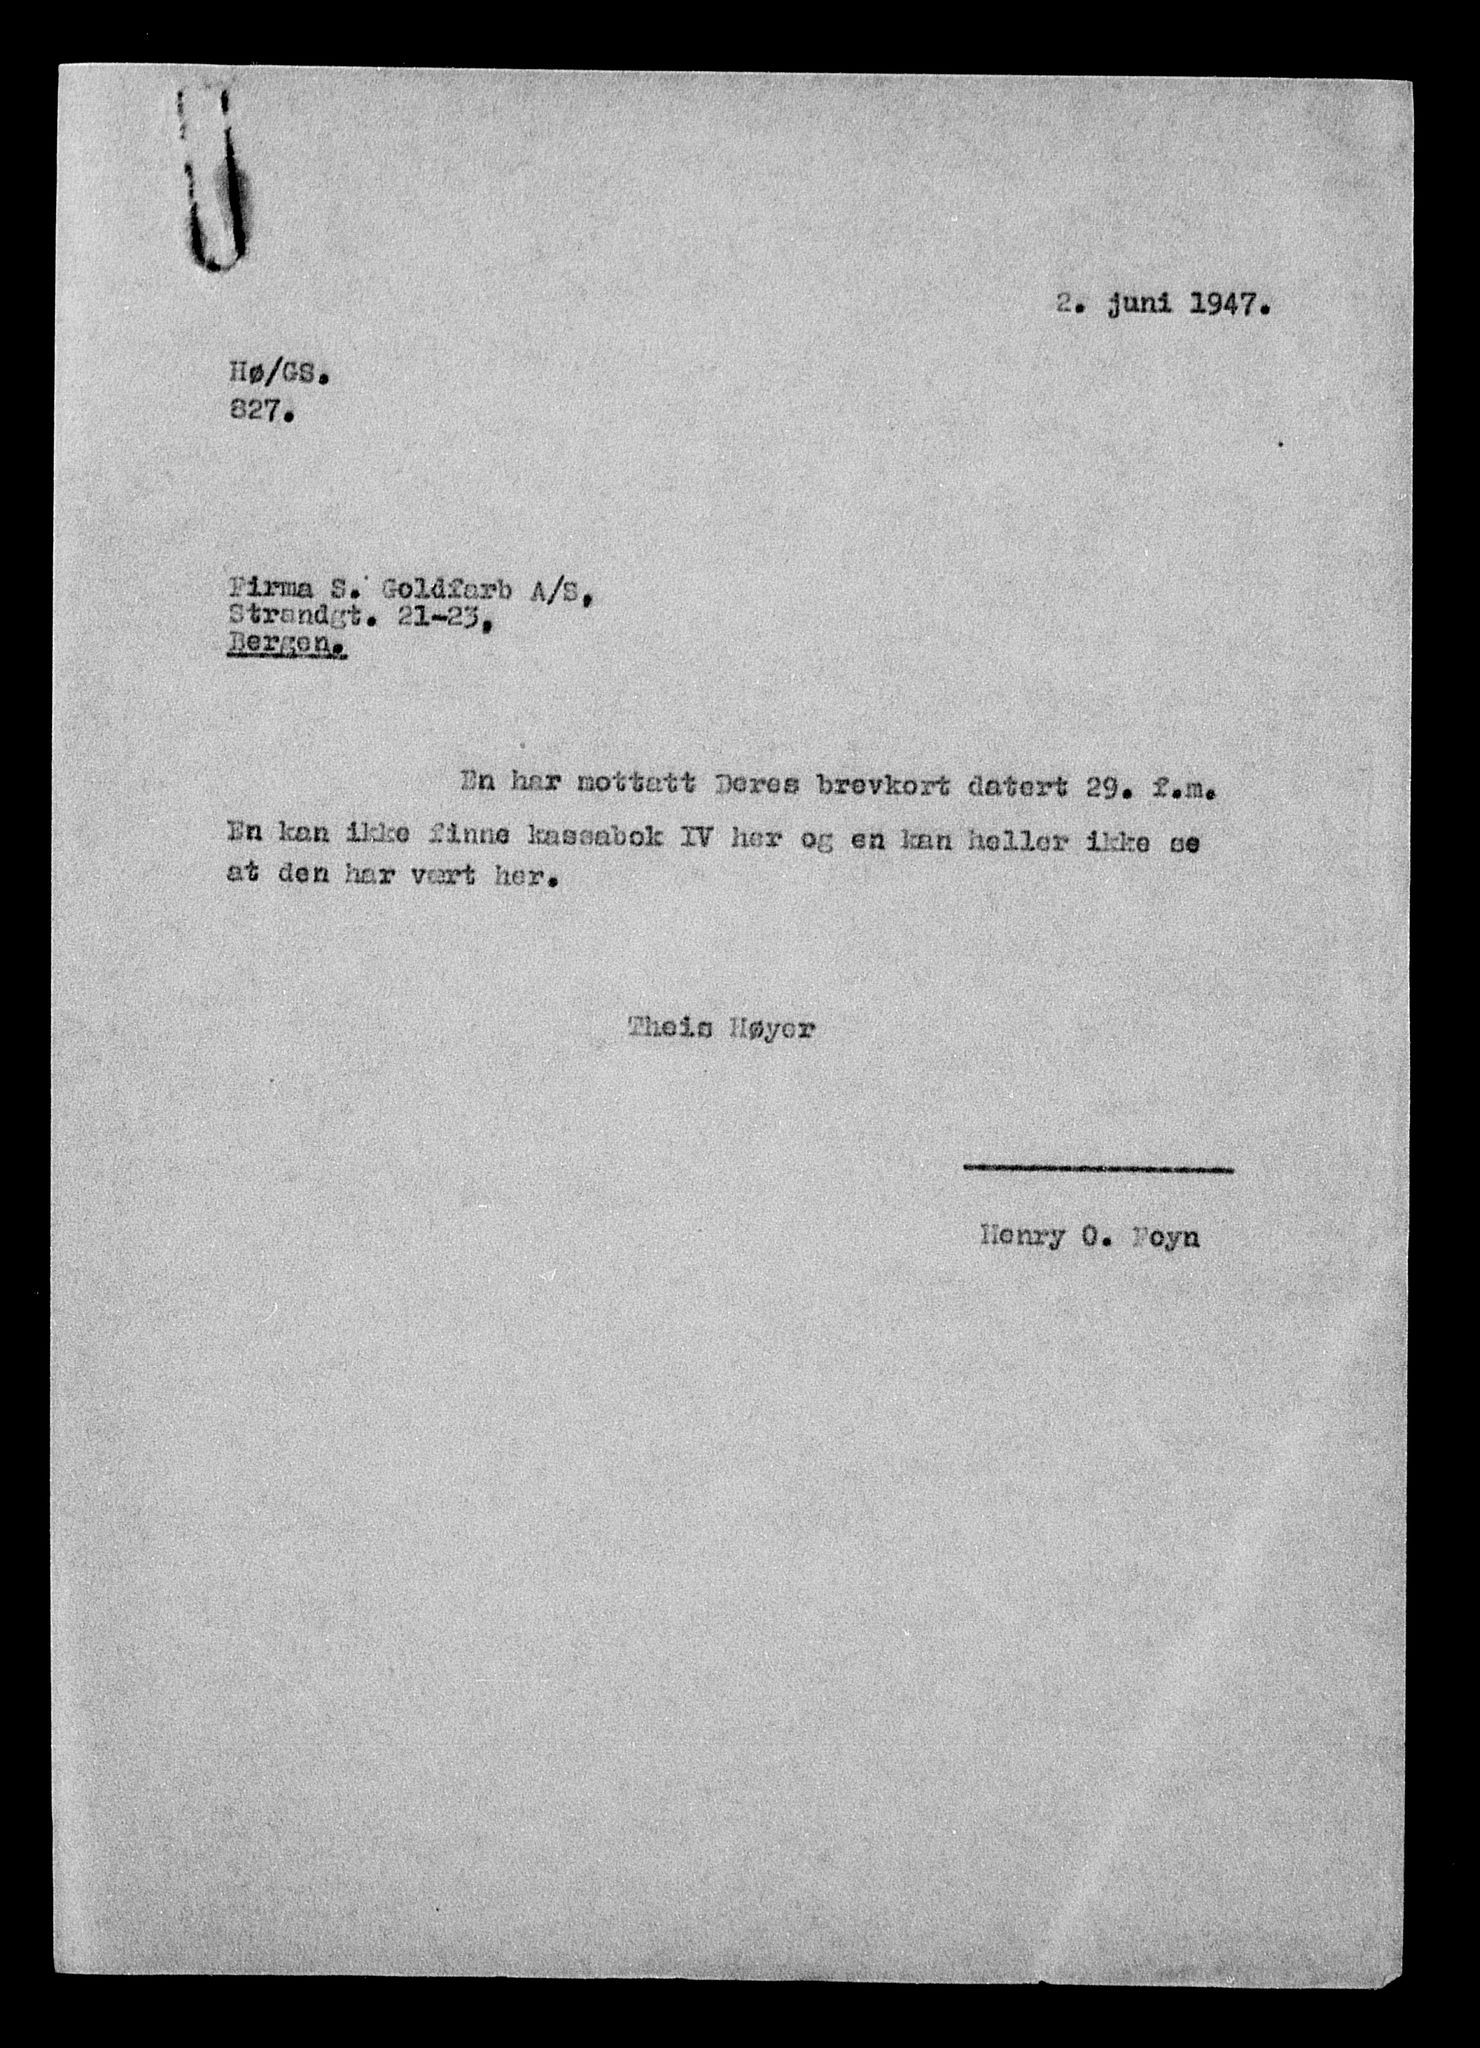 2. juni 1947.
Hø/GS.
827.
Firma S. Goldfarb A/S,
Strandgt. 21-23,
Bergen.
En har mottatt Deres brevkort datert 29. f.m.
En kan ikke finne kassabok IV her og en kan heller ikke se
at den har vært her.
Theis Høyer
Henry O. Foyn